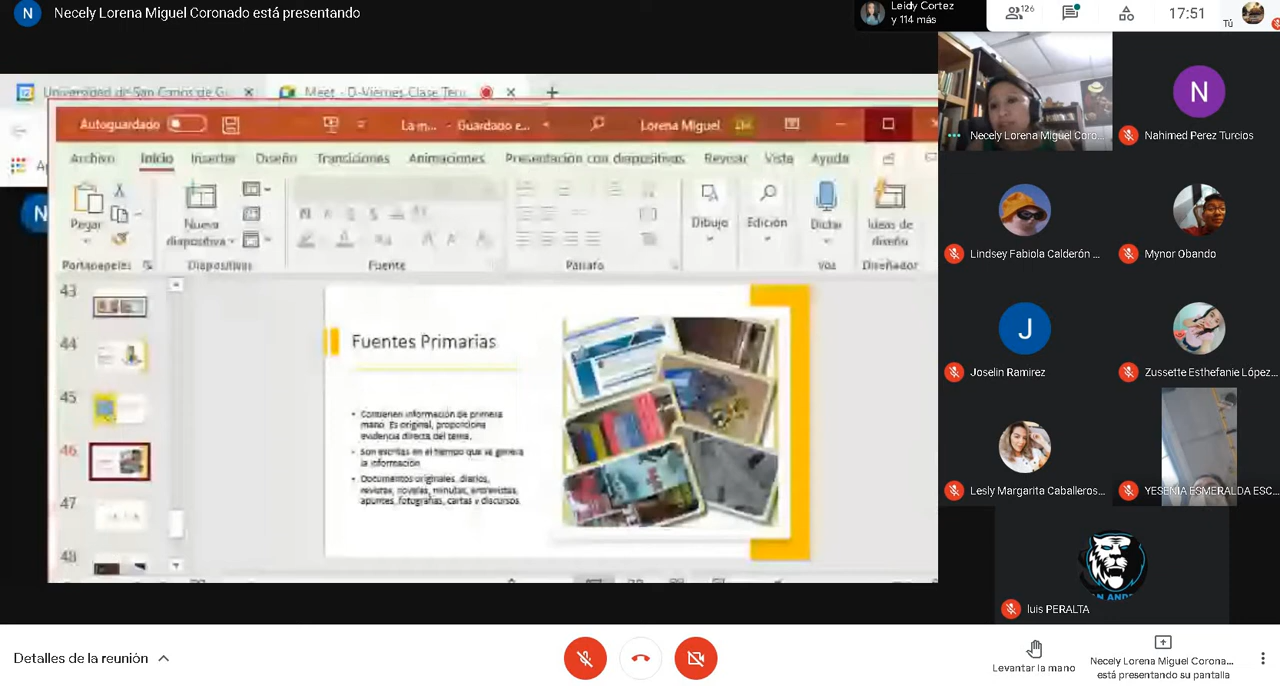 N
Necely Lorena Miguel Coronado está presentando
Leidy Cortez
y 114 más
126
17:51
Tú
Universidad de San Carlos de G
Meet - D-Viernes-Clase Teru
N
Autoguardado
La m... - Guardado e...
Lorena Miguel
LM
Archivo
Inicio
Insertar
Diseño
Transiciones
Animaciones
Presentación con diapositivas
Revisar
Vista
Ayuda
Pegar
Nueva
diapositiva
Dibujo
Edición
Dictar
Ideas de
diseño
Portapapeles
Diapositivas
Fuente
Párrafo
Voz
Diseñador
43
44
45
46
47
48
Fuentes Primarias
• Contienen información de primera
mano. Es original, proporciona
evidencia directa del tema.
• Son escritas en el tiempo que se genera
la información
• Documentos originales, diarios,
revistas, novelas, minutas, entrevistas,
apuntes, fotografías, cartas y discursos.
Necely Lorena Miguel Coro...
N
Nahimed Perez Turcios
Lindsey Fabiola Calderón ...
Mynor Obando
J
Joselin Ramirez
Zussette Esthefanie López...
Lesly Margarita Caballeros...
YESENIA ESMERALDA ESC...
luis PERALTA
Detalles de la reunión
Levantar la mano
Necely Lorena Miguel Corona...
está presentando su pantalla